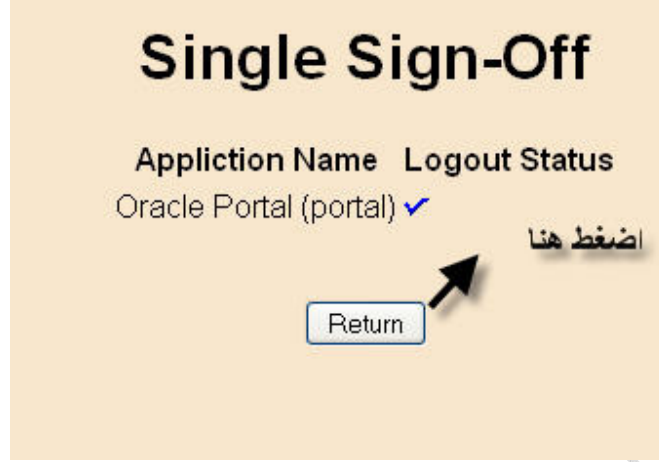 Single Sign-Off
Appliction Name Logout Status
Oracle Portal (portal) ✓
اضغط هنا
Return